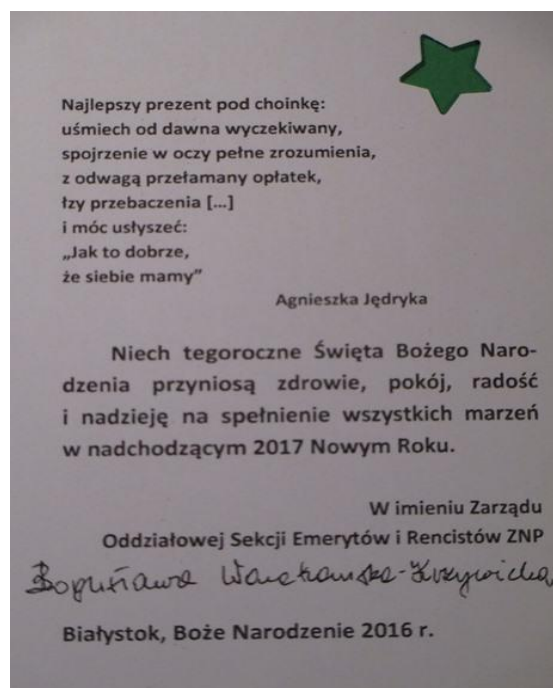 Najlepszy prezent pod choinkę:
uśmiech od dawna wyczekiwany,
spojrzenie w oczy pełne zrozumienia,
z odwagą przełamany opłatek,
łzy przebaczenia [...]
i móc usłyszeć:
„Jak to dobrze,
że siebie mamy”
Agnieszka Jędryka
Niech tegoroczne Święta Bożego Naro-
dzenia przyniosą zdrowie, pokój, radość
i nadzieję na spełnienie wszystkich marzeń
w nadchodzącym 2017 Nowym Roku.
W imieniu Zarządu
Oddziałowej Sekcji Emerytów i Rencistów ZNP
Bogusława
Białystok, Boże Narodzenie 2016 r.